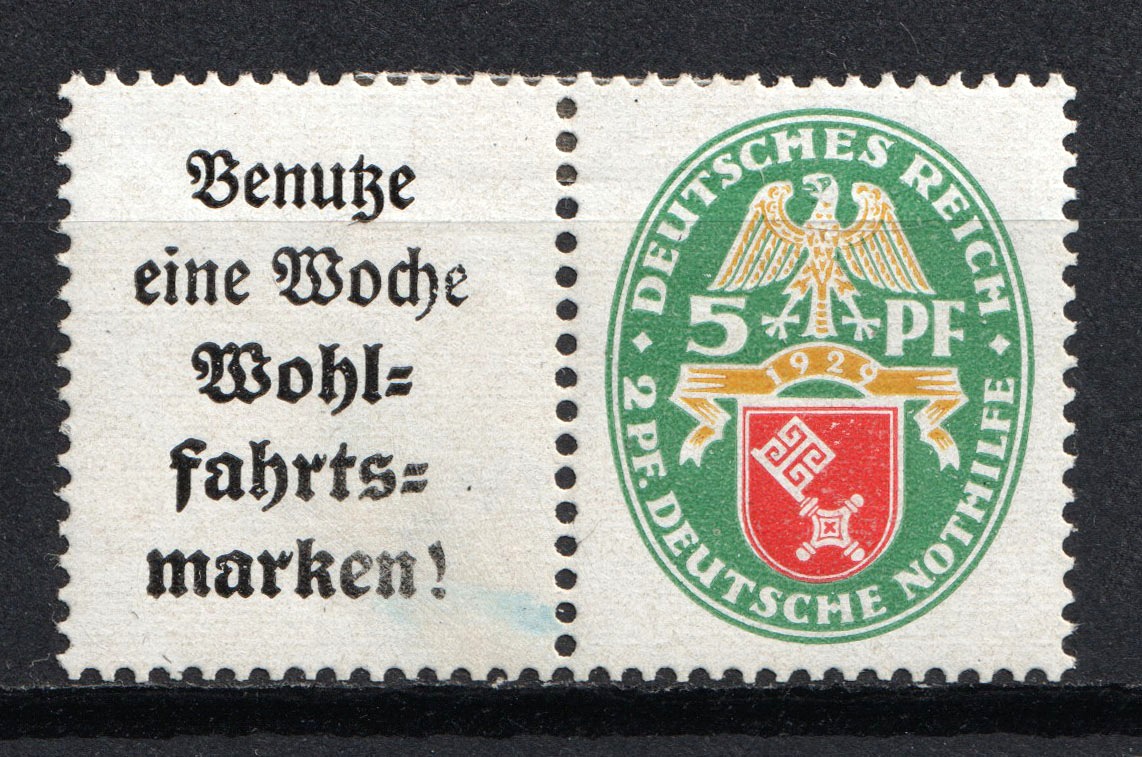 Benutze
eine Woche
Wohl=
fahrts=
marken!
DEUTSCHES REICH
5 PF
1929
2 PF. DEUTSCHE NOTHILFE